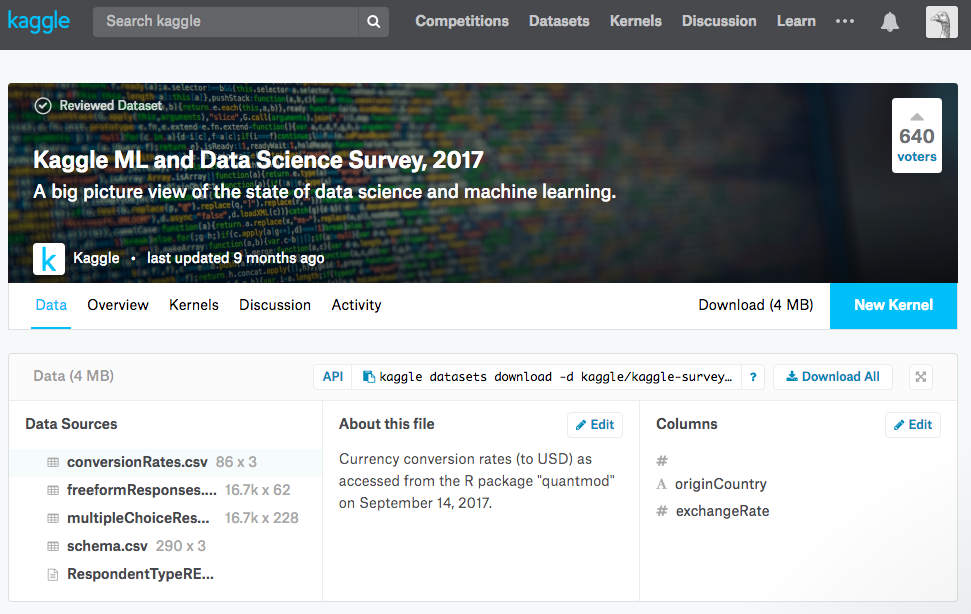 kaggle
Search kaggle
Competitions Datasets Kernels Discussion Learn •••
Reviewed Dataset
640
voters
Kaggle ML and Data Science Survey, 2017
A big picture view of the state of data science and machine learning.
k
Kaggle • last updated 9 months ago
Data Overview Kernels Discussion Activity Download (4 MB) New Kernel
Data (4 MB) API kaggle datasets download -d kaggle/kaggle-survey… ? Download All
Data Sources
conversionRates.csv 86 x 3
freeformResponses.... 16.7k x 62
multipleChoiceRes... 16.7k x 228
schema.csv 290 x 3
RespondentTypeRE...
About this file Edit
Currency conversion rates (to USD) as
accessed from the R package "quantmod"
on September 14, 2017.
Columns Edit
#
A originCountry
# exchangeRate